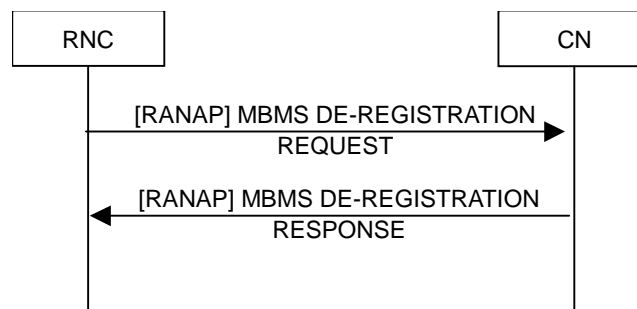 RNC
CN
[RANAP] MBMS DE-REGISTRATION
REQUEST
[RANAP] MBMS DE-REGISTRATION
RESPONSE